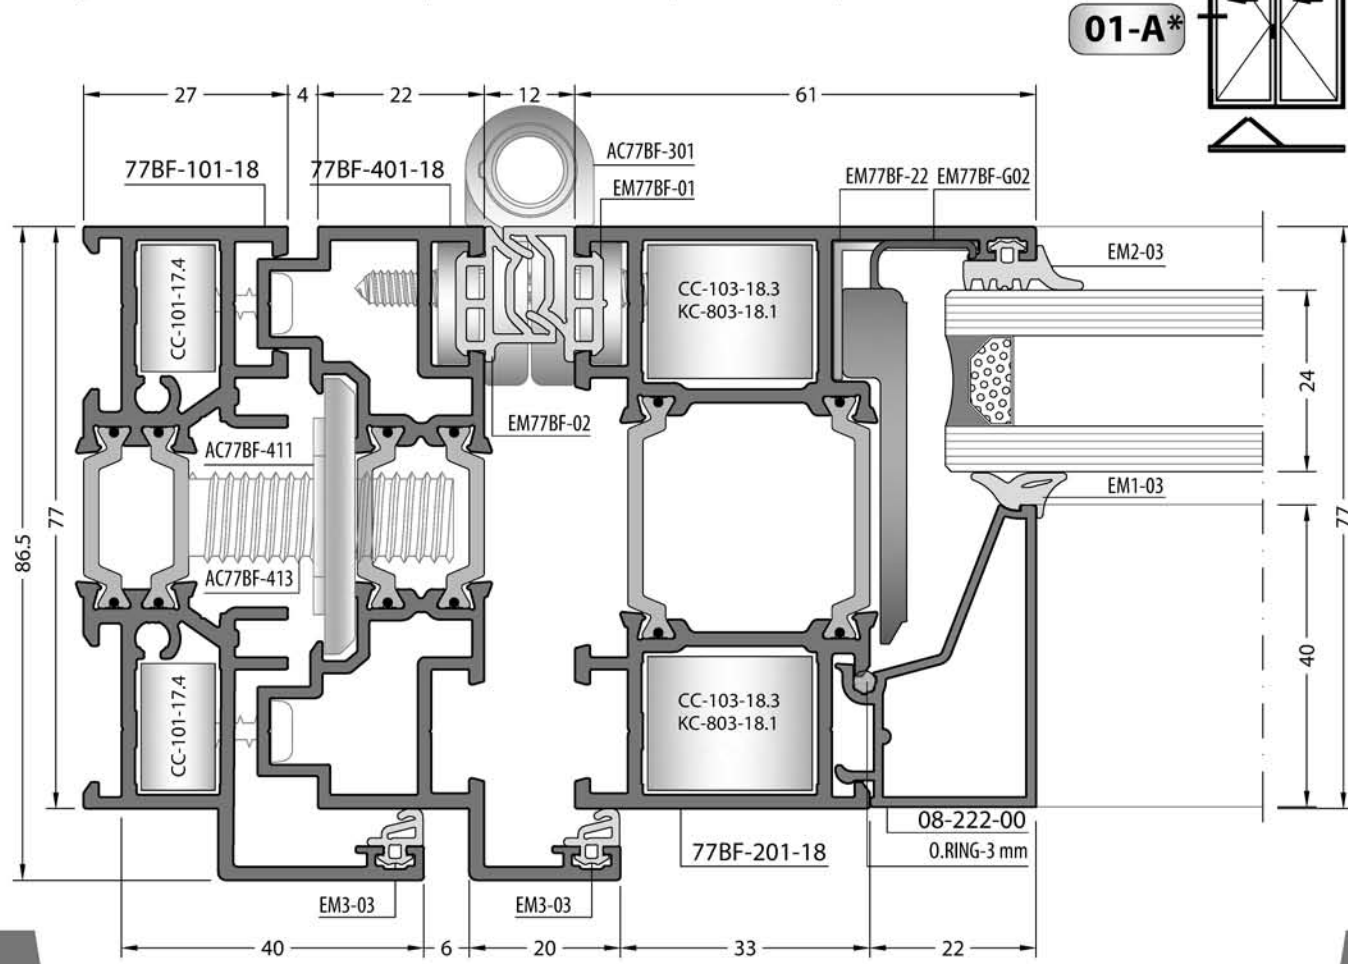 01-A*
27
4
22
12
61
77BF-101-18
77BF-401-18
AC77BF-301
EM77BF-01
EM77BF-22
EM77BF-G02
EM2-03
CC-101-17.4
CC-103-18.3
KC-803-18.1
24
EM77BF-02
AC77BF-411
EM1-03
86.5
77
77
AC77BF-413
40
CC-101-17.4
CC-103-18.3
KC-803-18.1
08-222-00
77BF-201-18
O.RING-3 mm
EM3-03
EM3-03
40
6
20
33
22